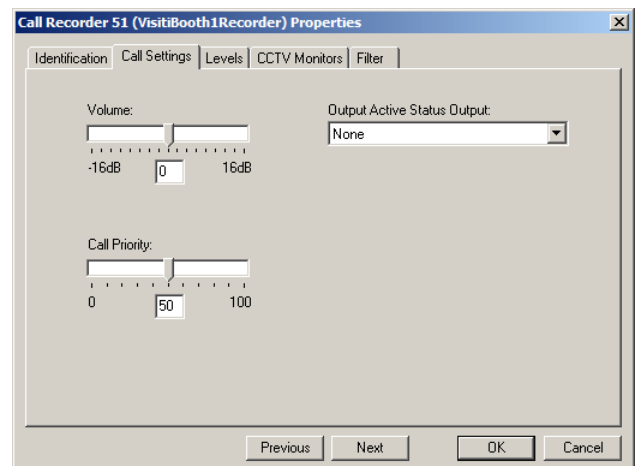 Call Recorder 51 (VisitiBooth1Recorder) Properties
Identification Call Settings Levels CCTV Monitors Filter
Volume: Output Active Status Output:
None
-16dB 0 16dB
Call Priority:
0 50 100
Previous Next OK Cancel